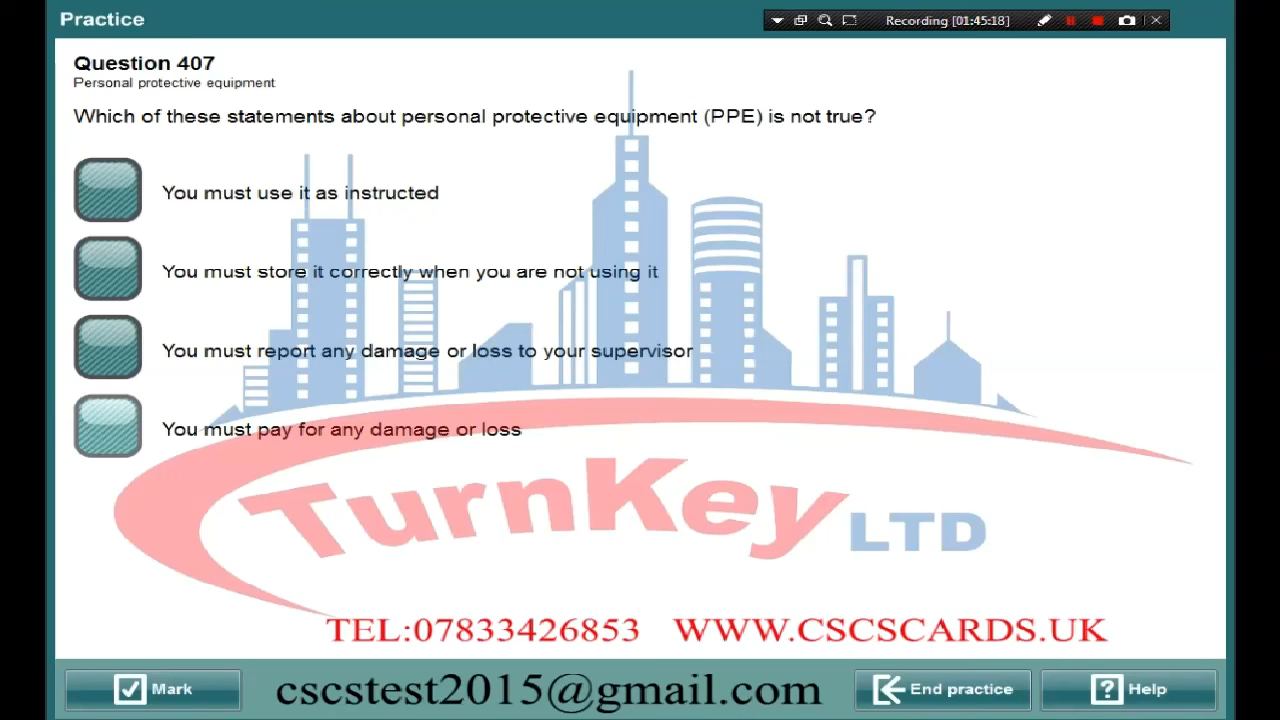 Practice
Recording [01:45:18]
Question 407
Personal protective equipment
Which of these statements about personal protective equipment (PPE) is not true?
You must use it as instructed
You must store it correctly when you are not using it
You must report any damage or loss to your supervisor
You must pay for any damage or loss
TurnKey LTD
TEL:07833426853 WWW.CSCSCARDS.UK
Mark
cscstest2015@gmail.com
End practice
Help